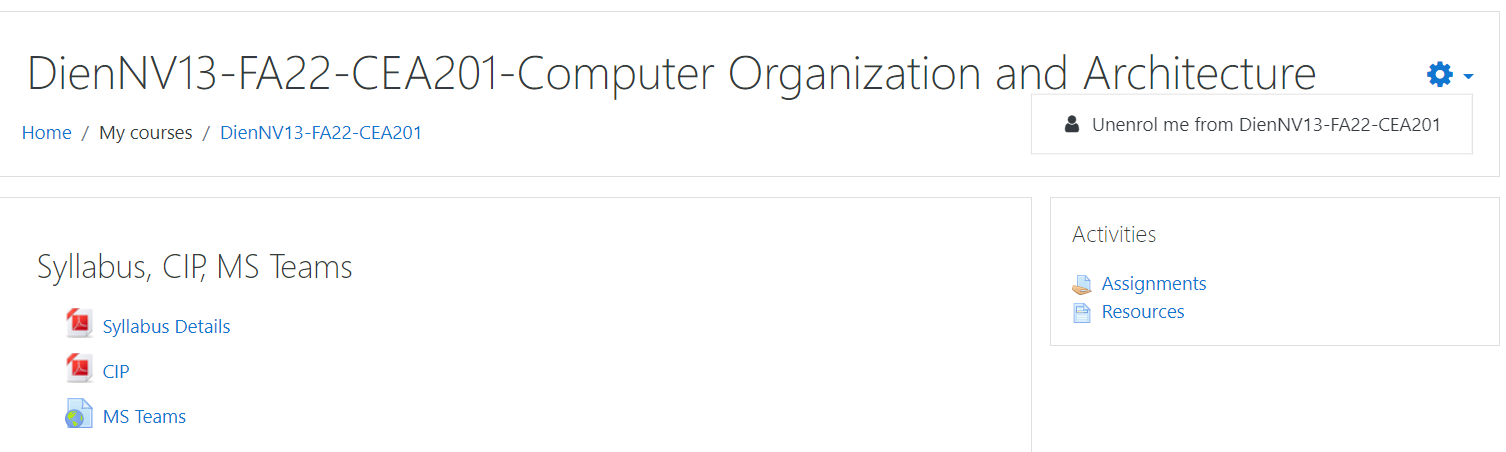 DienNV13-FA22-CEA201-Computer Organization and Architecture
Home / My courses / DienNV13-FA22-CEA201
Unenrol me from DienNV13-FA22-CEA201
Syllabus, CIP, MS Teams
Syllabus Details
CIP
MS Teams
Activities
Assignments
Resources